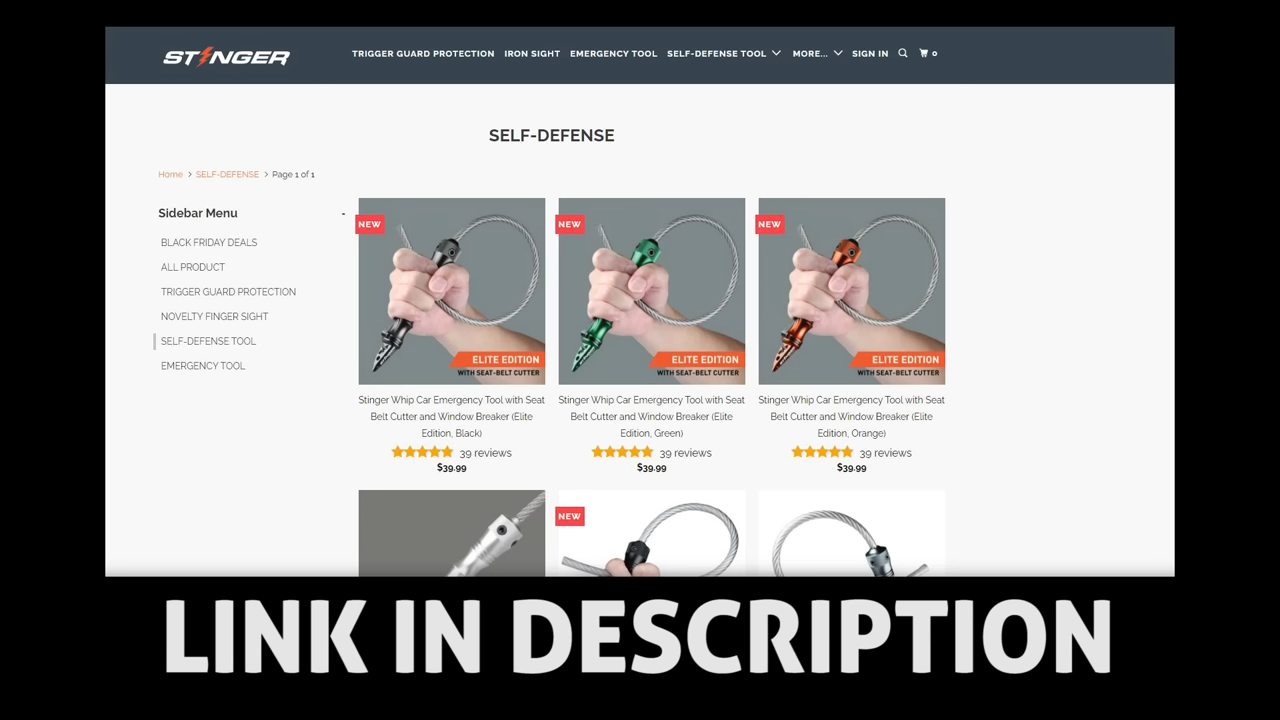 STINGER
TRIGGER GUARD PROTECTION IRON SIGHT EMERGENCY TOOL SELF-DEFENSE TOOL MORE... SIGN IN 0
SELF-DEFENSE
Home > SELF-DEFENSE > Page 1 of 1
Sidebar Menu -
BLACK FRIDAY DEALS
ALL PRODUCT
TRIGGER GUARD PROTECTION
NOVELTY FINGER SIGHT
SELF-DEFENSE TOOL
EMERGENCY TOOL
NEW
ELITE EDITION
WITH SEAT-BELT CUTTER
Stinger Whip Car Emergency Tool with Seat
Belt Cutter and Window Breaker (Elite
Edition, Black)
39 reviews
$39.99
NEW
ELITE EDITION
WITH SEAT-BELT CUTTER
Stinger Whip Car Emergency Tool with Seat
Belt Cutter and Window Breaker (Elite
Edition, Green)
39 reviews
$39.99
NEW
ELITE EDITION
WITH SEAT-BELT CUTTER
Stinger Whip Car Emergency Tool with Seat
Belt Cutter and Window Breaker (Elite
Edition, Orange)
39 reviews
$39.99
NEW
LINK IN DESCRIPTION